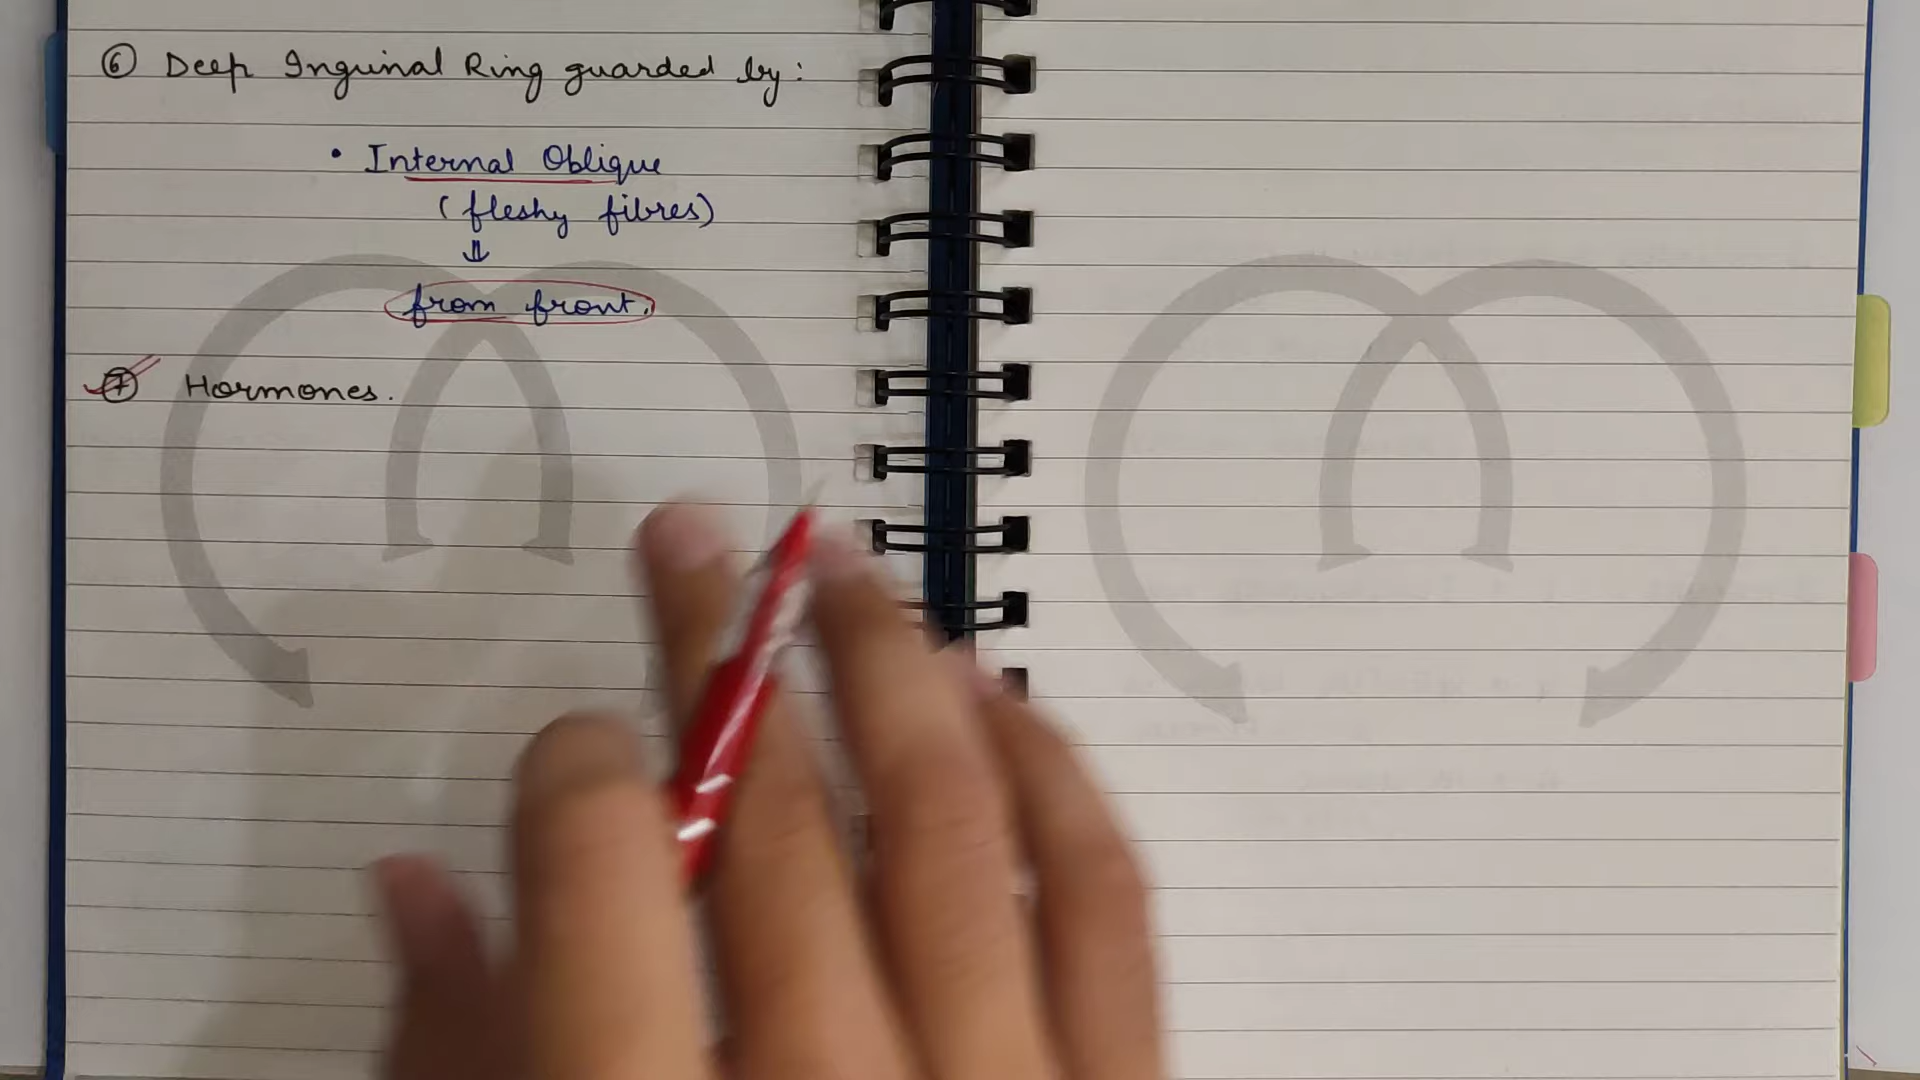 ⑥ Deep Inguinal Ring guarded by:
• Internal Oblique
(fleshy fibres)
⇓
from front.
⑦ Hormones.